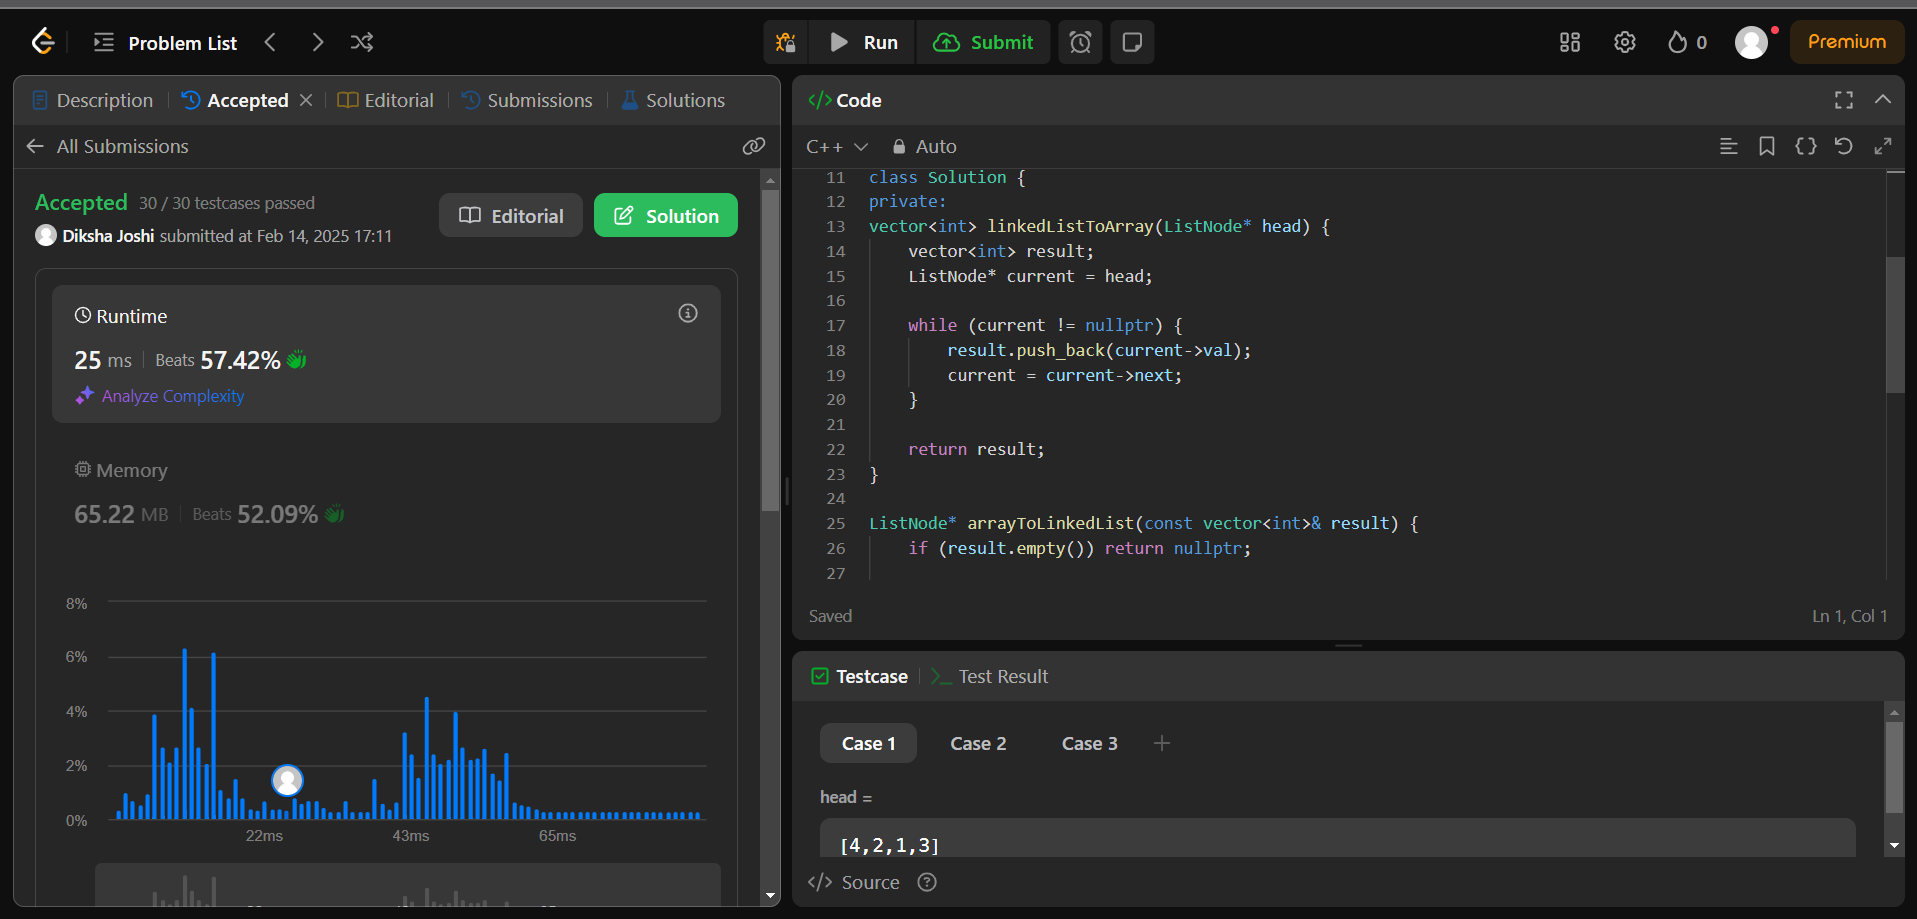 Problem List
Run
Submit
0
Premium
Description
Accepted
Editorial
Submissions
Solutions
All Submissions
Accepted 30 / 30 testcases passed
Diksha Joshi submitted at Feb 14, 2025 17:11
Editorial
Solution
Runtime
25 ms Beats 57.42%
Analyze Complexity
Memory
65.22 MB Beats 52.09%
8%
6%
4%
2%
0%
22ms 43ms 65ms
</> Code
C++ Auto
11 class Solution {
12 private:
13 vector<int> linkedListToArray(ListNode* head) {
14     vector<int> result;
15     ListNode* current = head;
16
17     while (current != nullptr) {
18         result.push_back(current->val);
19         current = current->next;
20     }
21
22     return result;
23 }
24
25 ListNode* arrayToLinkedList(const vector<int>& result) {
26     if (result.empty()) return nullptr;
27
Saved
Ln 1, Col 1
Testcase
Test Result
Case 1 Case 2 Case 3 +
head =
[4,2,1,3]
</> Source